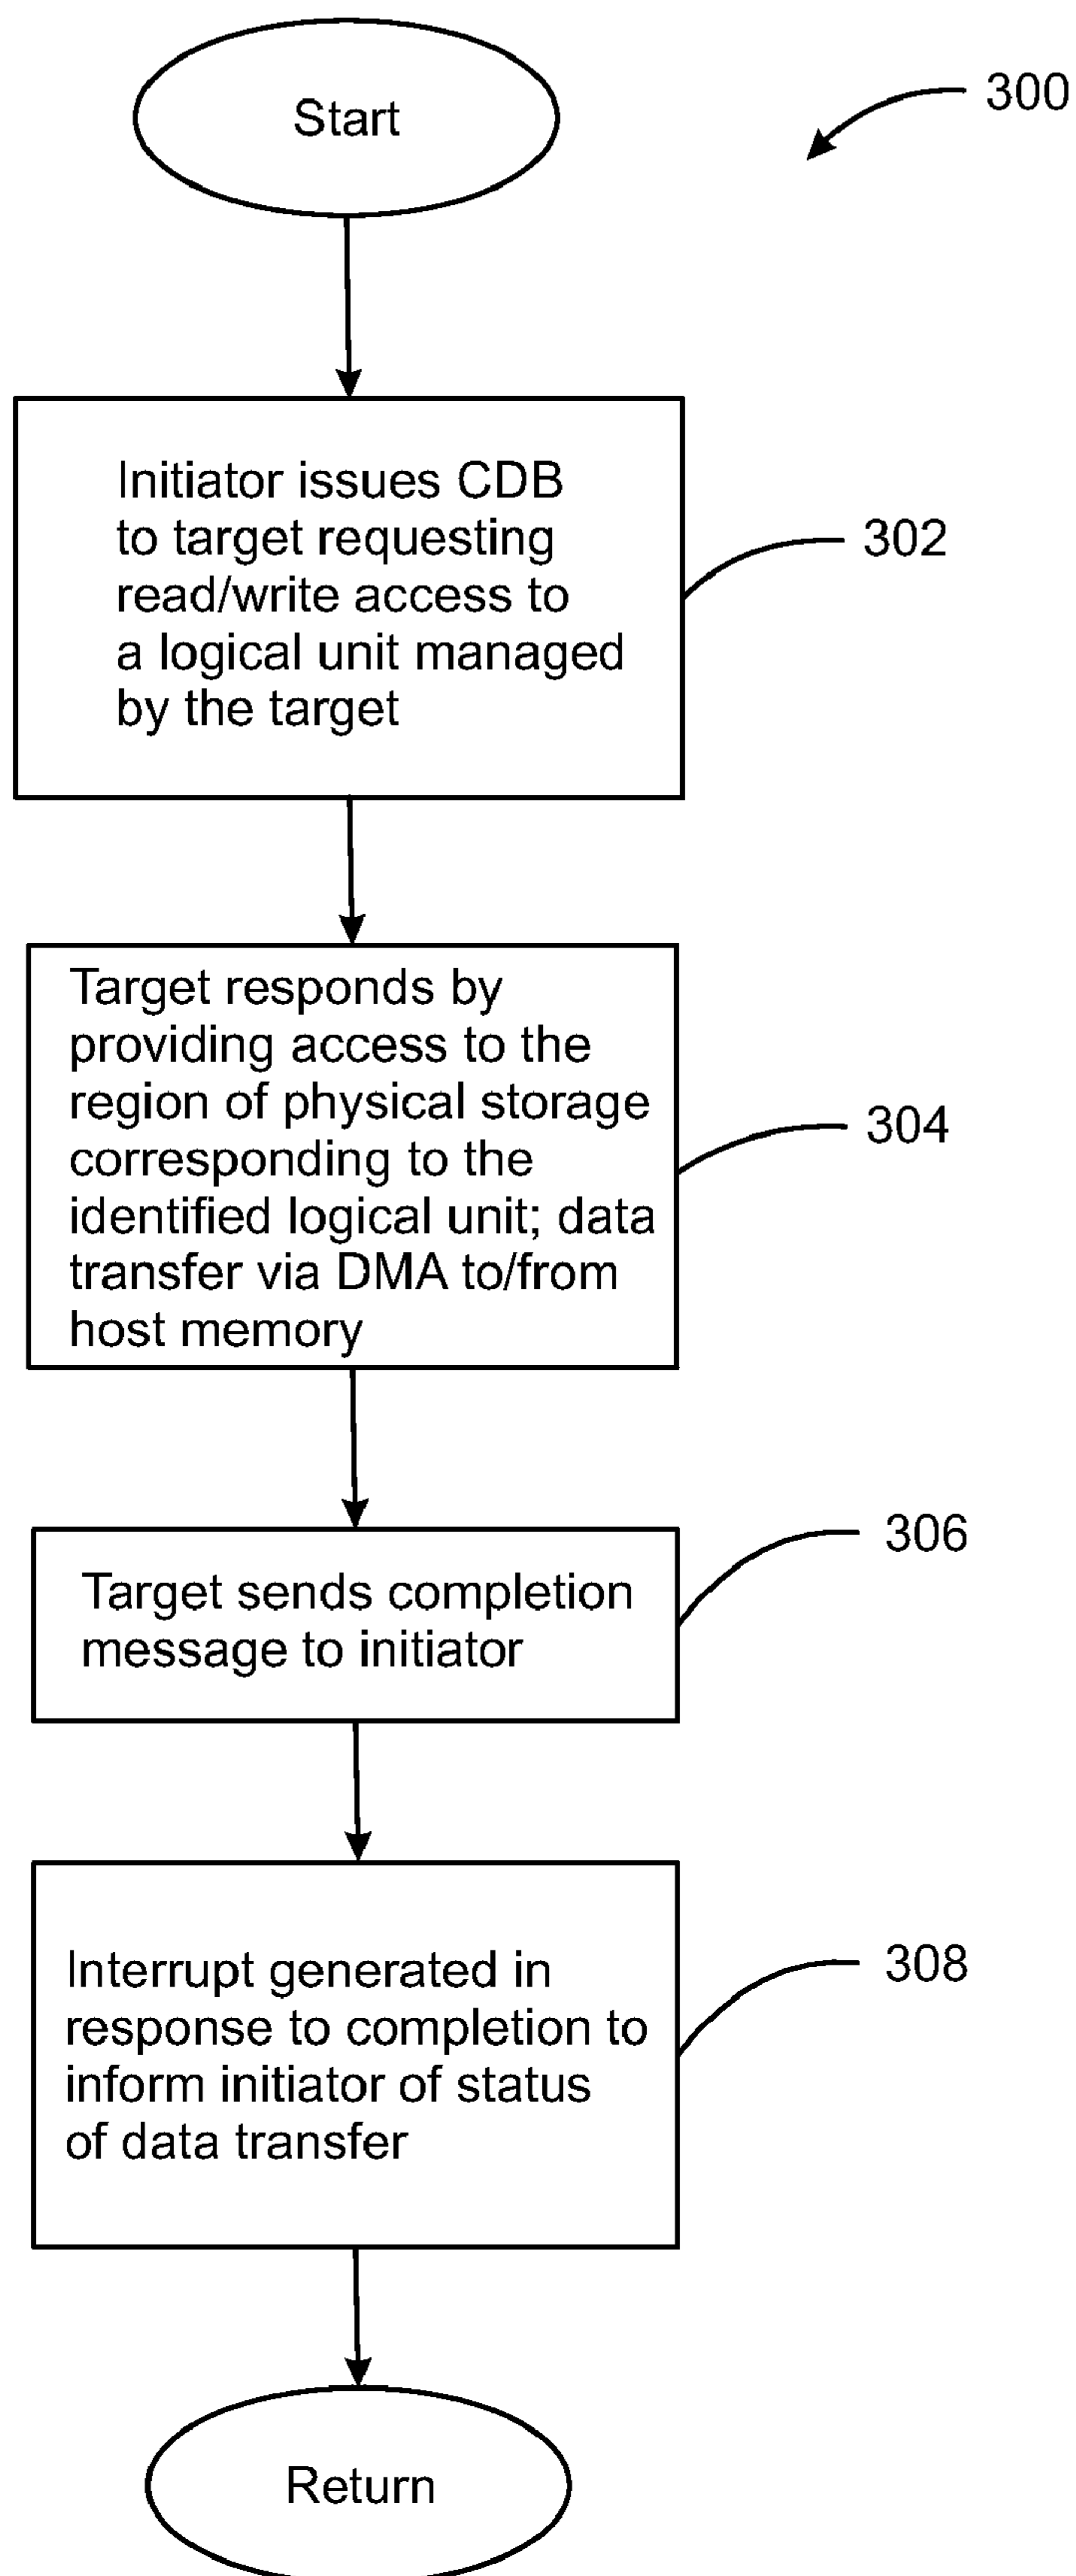 Start
300
Initiator issues CDB
to target requesting
read/write access to
a logical unit managed
by the target
302
Target responds by
providing access to the
region of physical storage
corresponding to the
identified logical unit; data
transfer via DMA to/from
host memory
304
Target sends completion
message to initiator
306
Interrupt generated in
response to completion to
inform initiator of status
of data transfer
308
Return